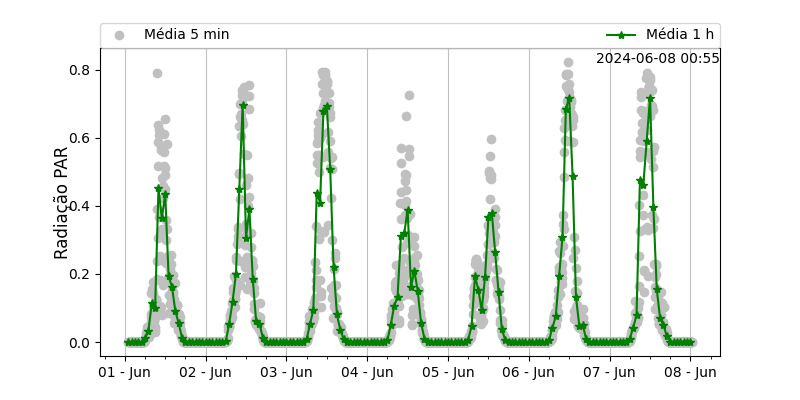 Média 5 min
Média 1 h
2024-06-08 00:55
Radiação PAR
0.8
0.6
0.4
0.2
0.0
01 - Jun
02 - Jun
03 - Jun
04 - Jun
05 - Jun
06 - Jun
07 - Jun
08 - Jun